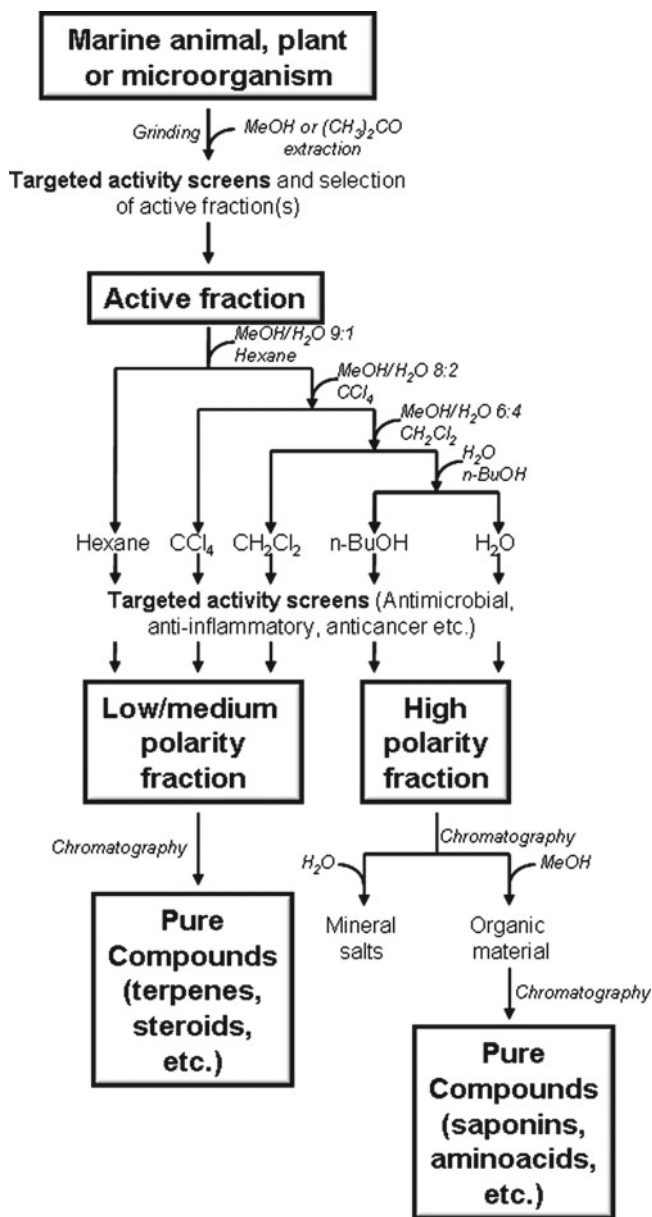 Marine animal, plant
or microorganism
Grinding
MeOH or (CH₃)₂CO
extraction
Targeted activity screens and selection
of active fraction(s)
Active fraction
MeOH/H₂O 9:1
Hexane
MeOH/H₂O 8:2
CCl₄
MeOH/H₂O 6:4
CH₂Cl₂
H₂O
n-BuOH
Hexane CCl₄ CH₂Cl₂ n-BuOH H₂O
Targeted activity screens (Antimicrobial,
anti-inflammatory, anticancer etc.)
Low/medium
polarity
fraction
High
polarity
fraction
Chromatography
Pure
Compounds
(terpenes,
steroids,
etc.)
Chromatography
H₂O
MeOH
Mineral
salts
Organic
material
Chromatography
Pure
Compounds
(saponins,
aminoacids,
etc.)